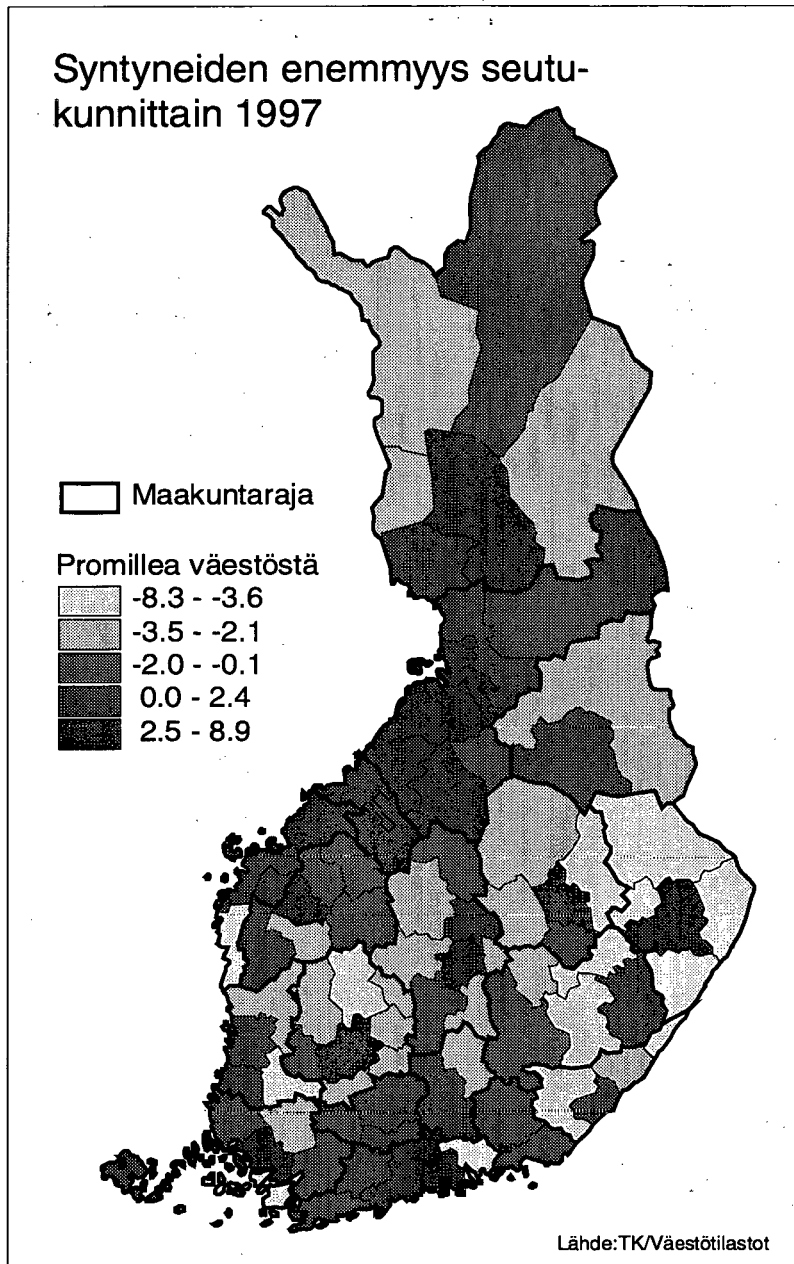 Syntyneiden enemmyys seutu-
kunnittain 1997
Maakuntaraja
Promillea väestöstä
-8.3 - -3.6
-3.5 - -2.1
-2.0 - -0.1
0.0 - 2.4
2.5 - 8.9
Lähde:TK/Väestötilastot